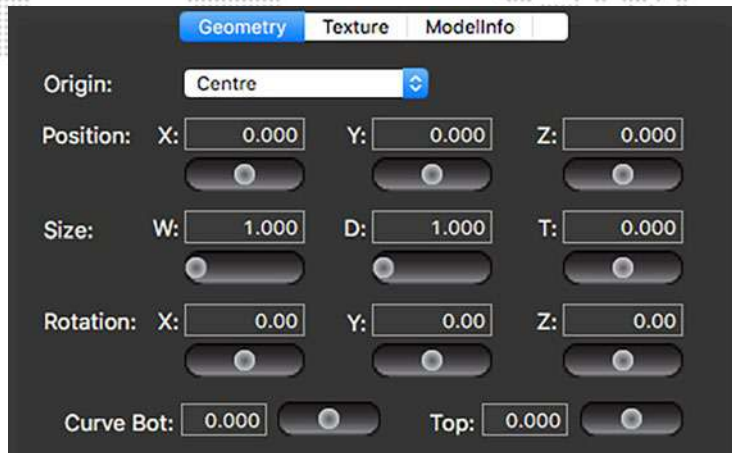 Geometry Texture ModelInfo
Origin: Centre
Position: X: 0.000 Y: 0.000 Z: 0.000
Size: W: 1.000 D: 1.000 T: 0.000
Rotation: X: 0.00 Y: 0.00 Z: 0.00
Curve Bot: 0.000 Top: 0.000